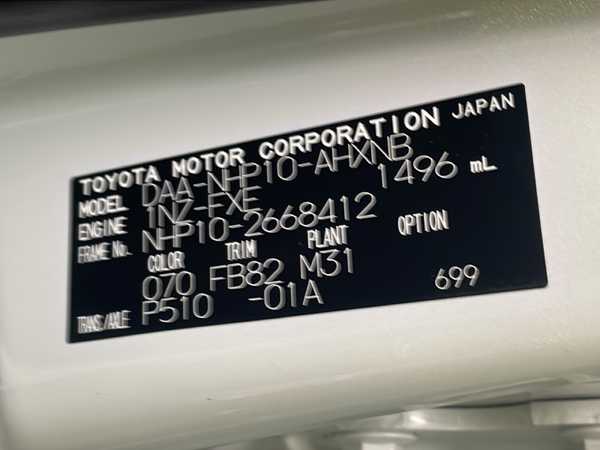 TOYOTA MOTOR CORPORATION JAPAN
MODEL DAA-NHP10-AHXNB
ENGINE 1NZ-FXE 1496 mL
FRAME No. NHP10-2668412
COLOR TRIM PLANT OPTION
070 FB82 M31
TRANS./AXLE P510 -01A 699